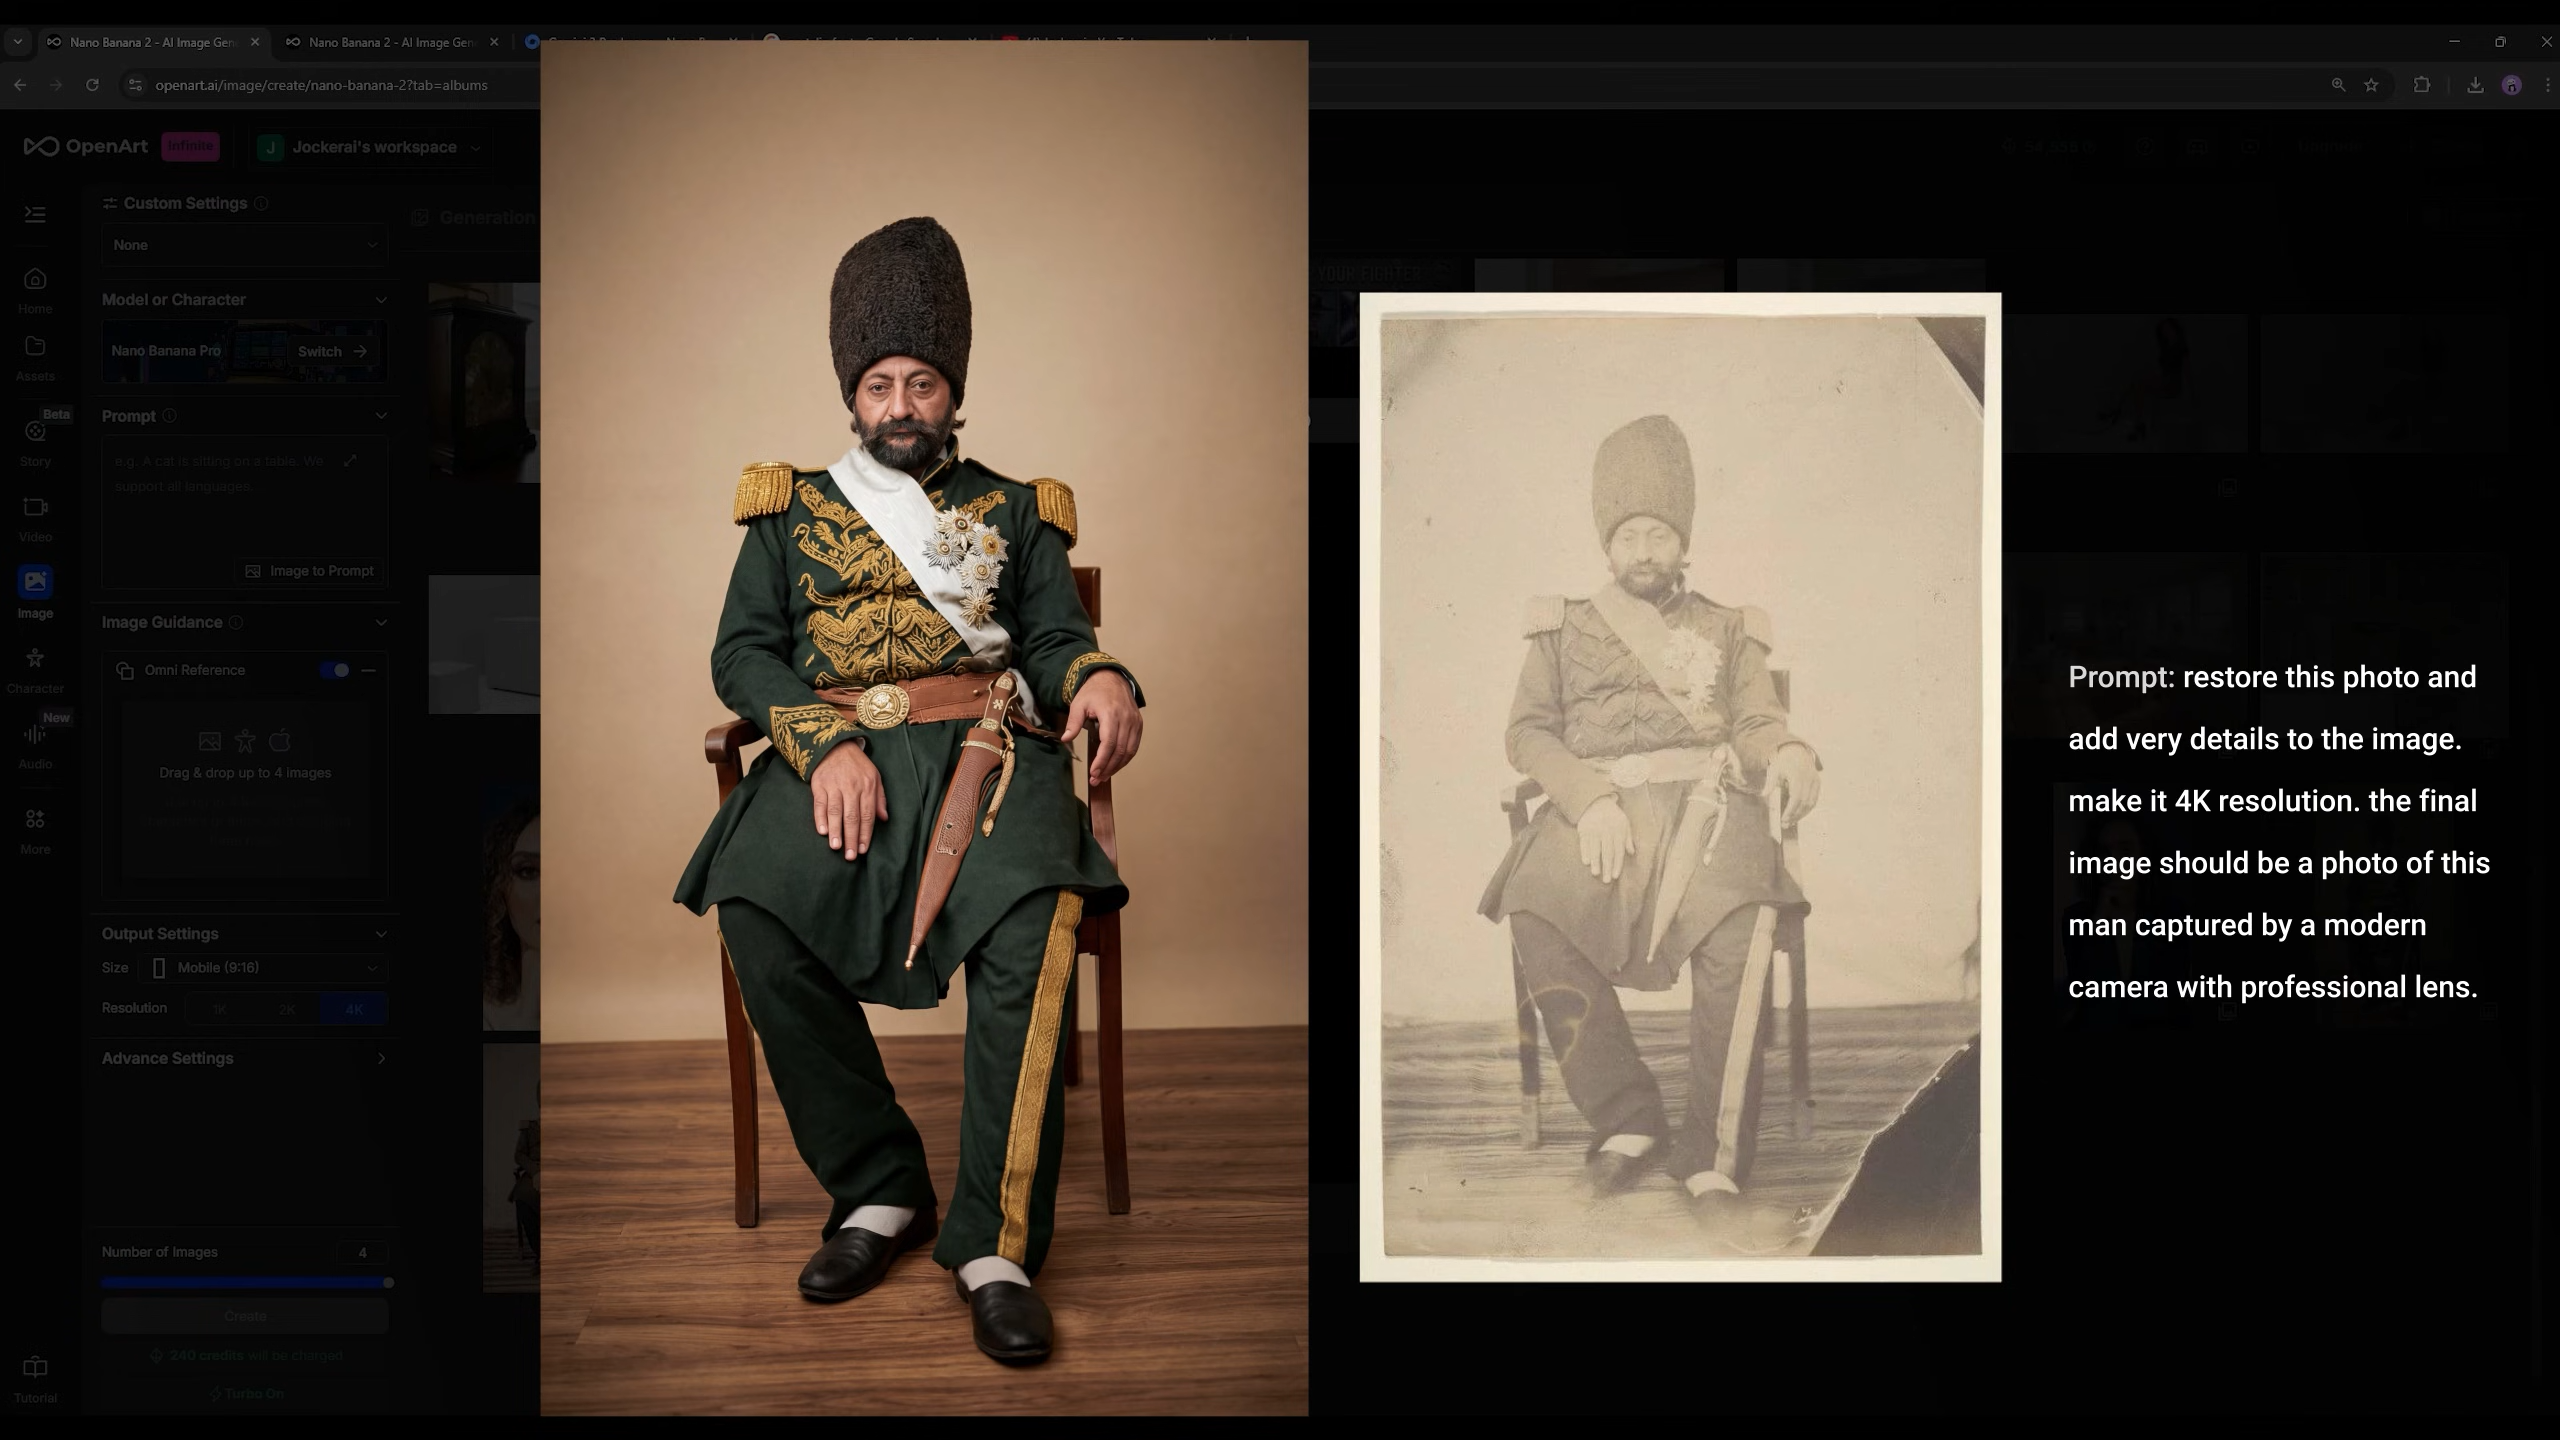 Nano Banana 2 - AI Image Gen
Nano Banana 2 - AI Image Gen
openart.ai/image/create/nano-banana-2?tab=albums
OpenArt
Infinite
J
Jockerai's workspace
Custom Settings
Generation
None
Home
Model or Character
Nano Banana Pro
Switch
Assets
Beta
Prompt
Story
e.g. A cat is sitting on a table. We
support all languages.
Video
Image to Prompt
Image
Image Guidance
Omni Reference
Character
New
Audio
Drag & drop up to 4 images
More
Output Settings
Size
Mobile (9:16)
Resolution
1K
2K
4K
Advance Settings
Number of Images
4
Create
240 credits will be charged
Turbo On
Tutorial
YOUR FIGHTER
Prompt: restore this photo and
add very details to the image.
make it 4K resolution. the final
image should be a photo of this
man captured by a modern
camera with professional lens.